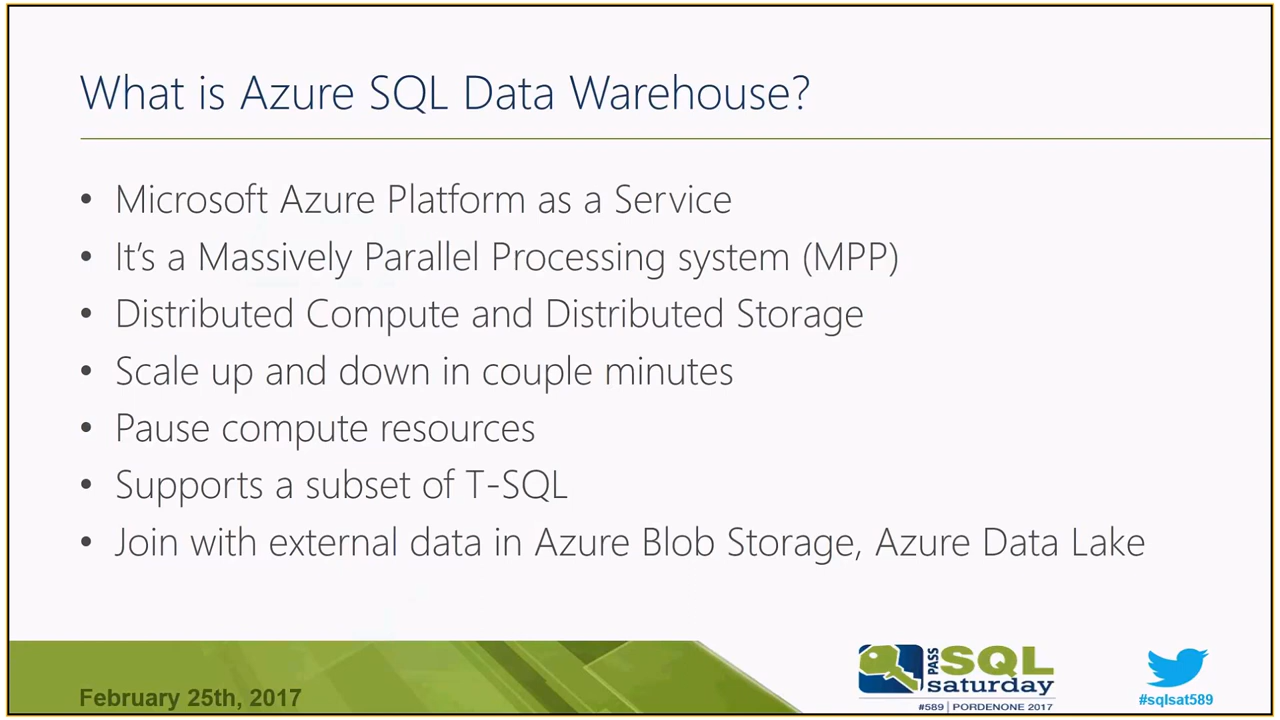 What is Azure SQL Data Warehouse?
• Microsoft Azure Platform as a Service
• It's a Massively Parallel Processing system (MPP)
• Distributed Compute and Distributed Storage
• Scale up and down in couple minutes
• Pause compute resources
• Supports a subset of T-SQL
• Join with external data in Azure Blob Storage, Azure Data Lake
February 25th, 2017
PASS SQL
saturday
#589 | PORDENONE 2017
#sqlsat589